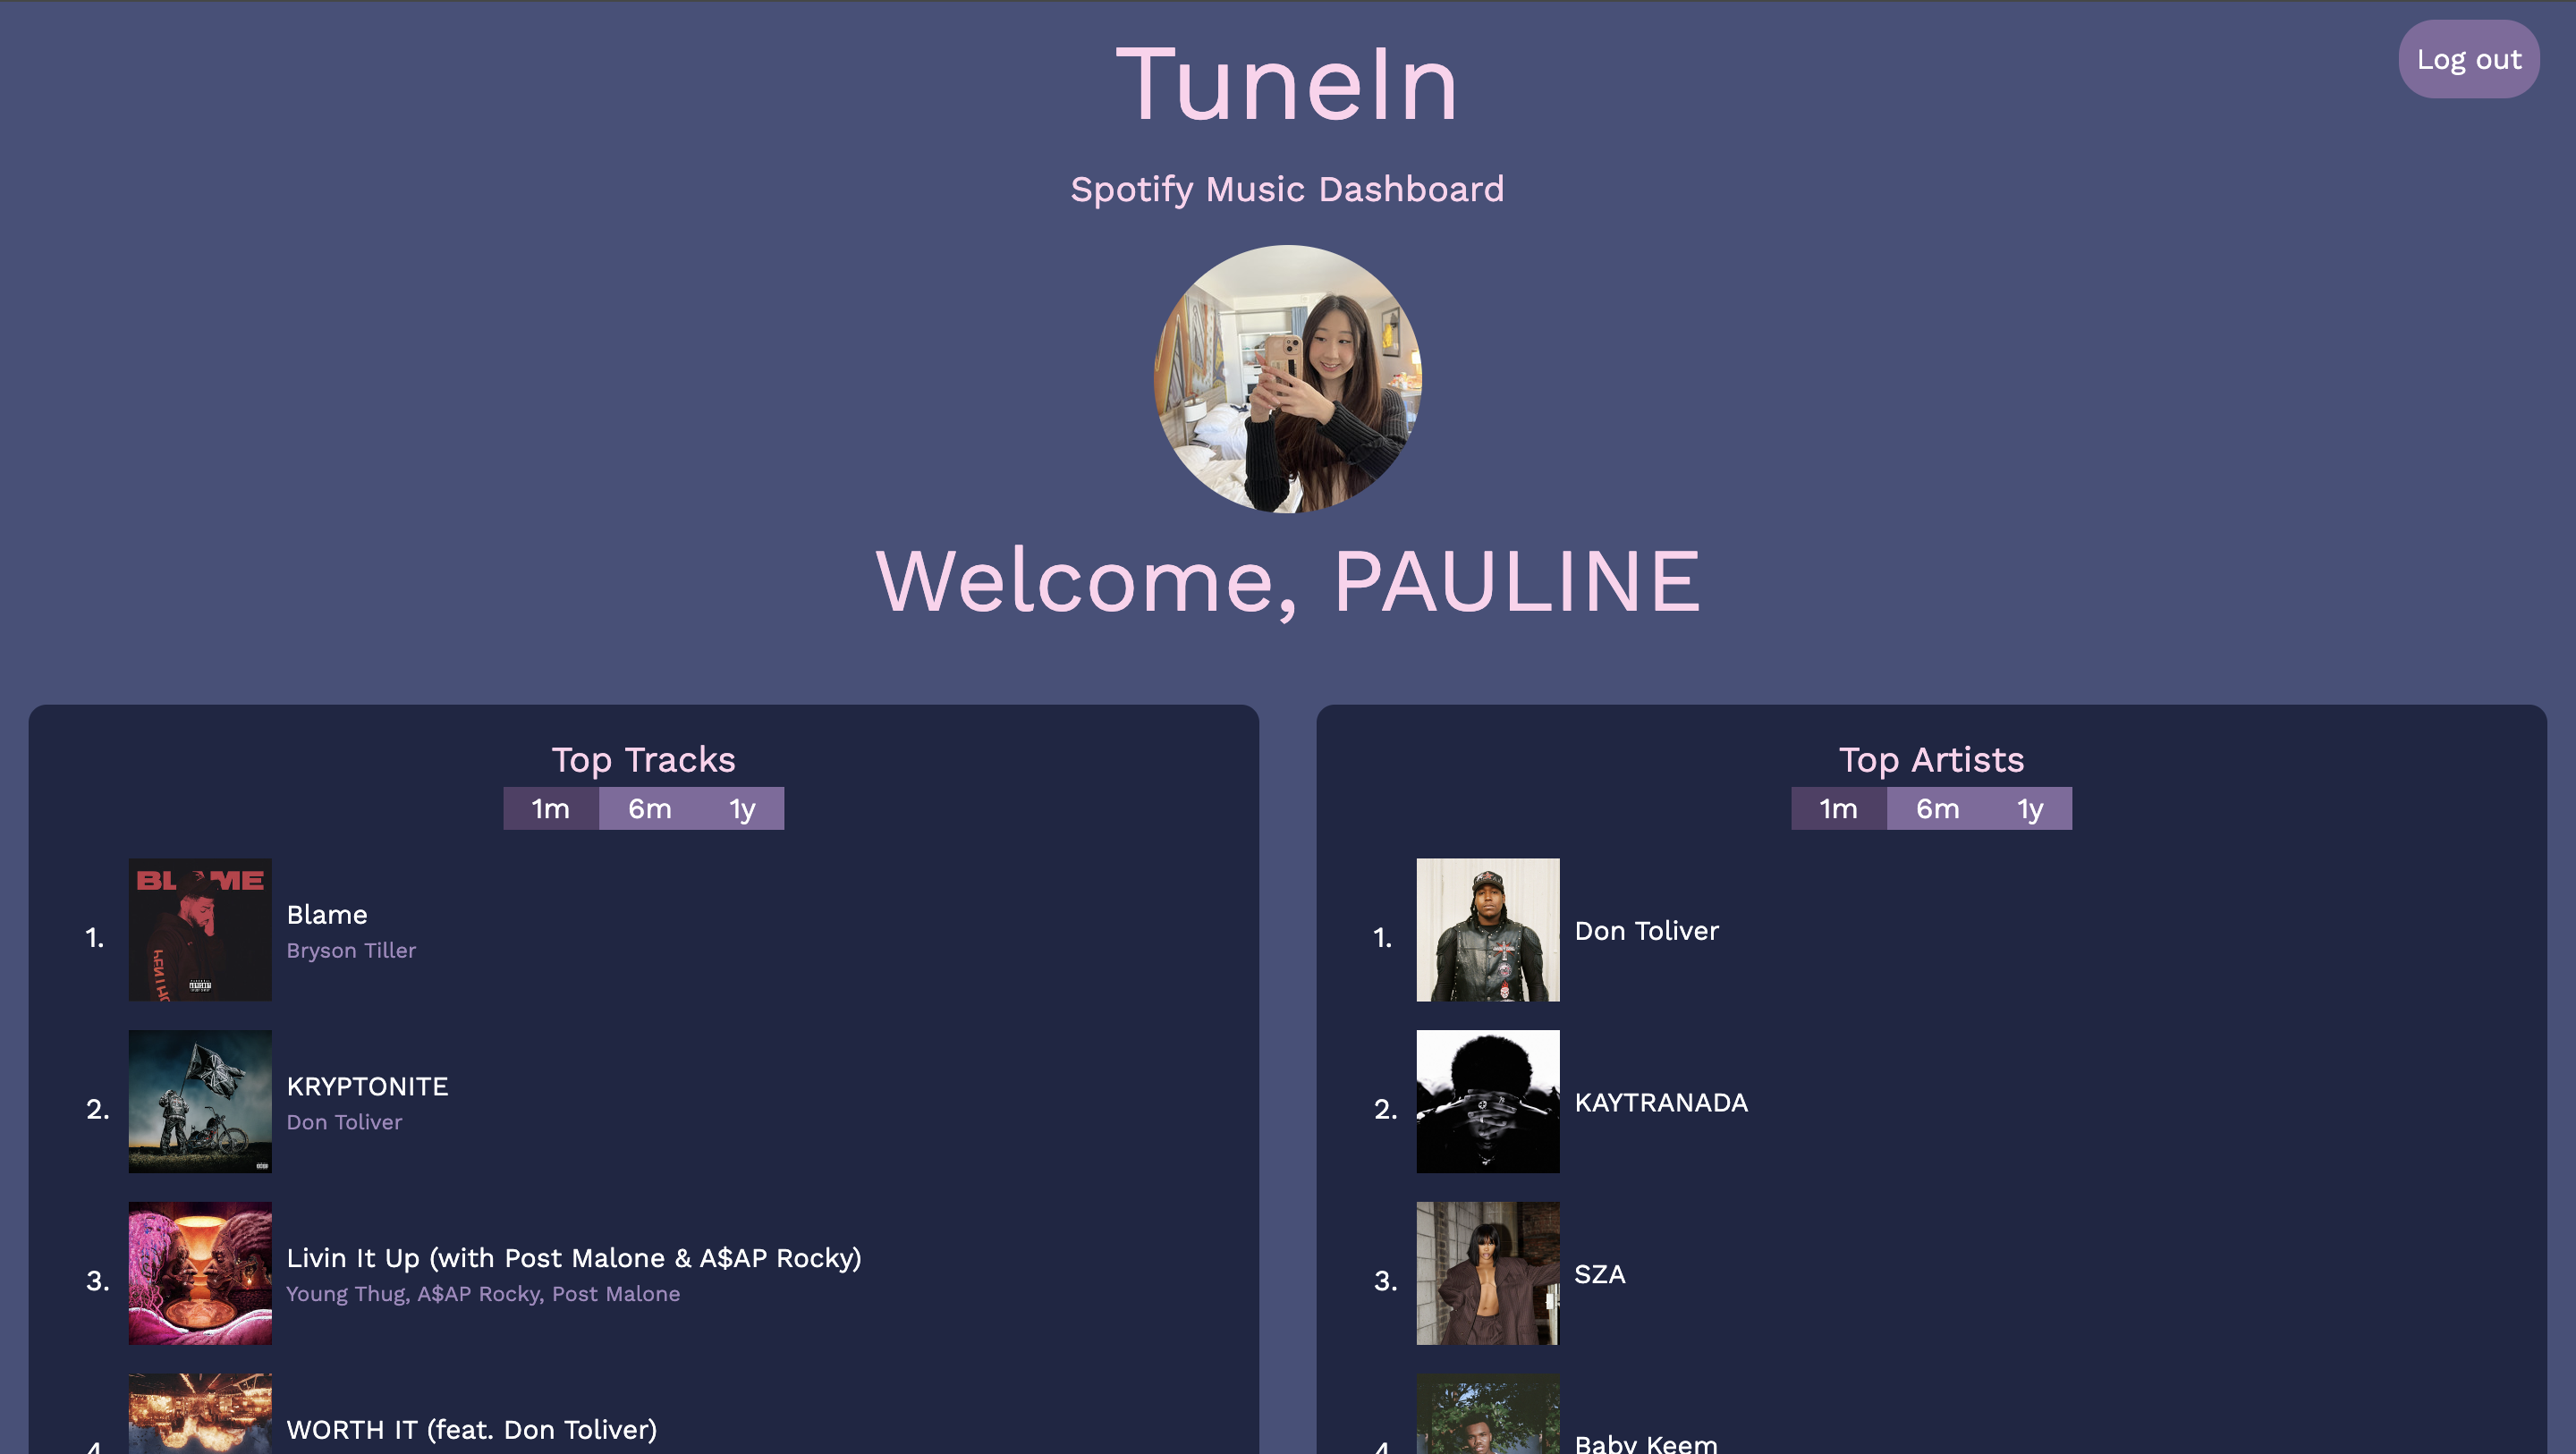 TuneIn
Log out
Spotify Music Dashboard
Welcome, PAULINE
Top Tracks
1m 6m 1y
1.
BLAME
Blame
Bryson Tiller
2.
KRYPTONITE
Don Toliver
3.
Livin It Up (with Post Malone & A$AP Rocky)
Young Thug, A$AP Rocky, Post Malone
4.
WORTH IT (feat. Don Toliver)
Top Artists
1m 6m 1y
1.
Don Toliver
2.
KAYTRANADA
3.
SZA
4.
Baby Keem